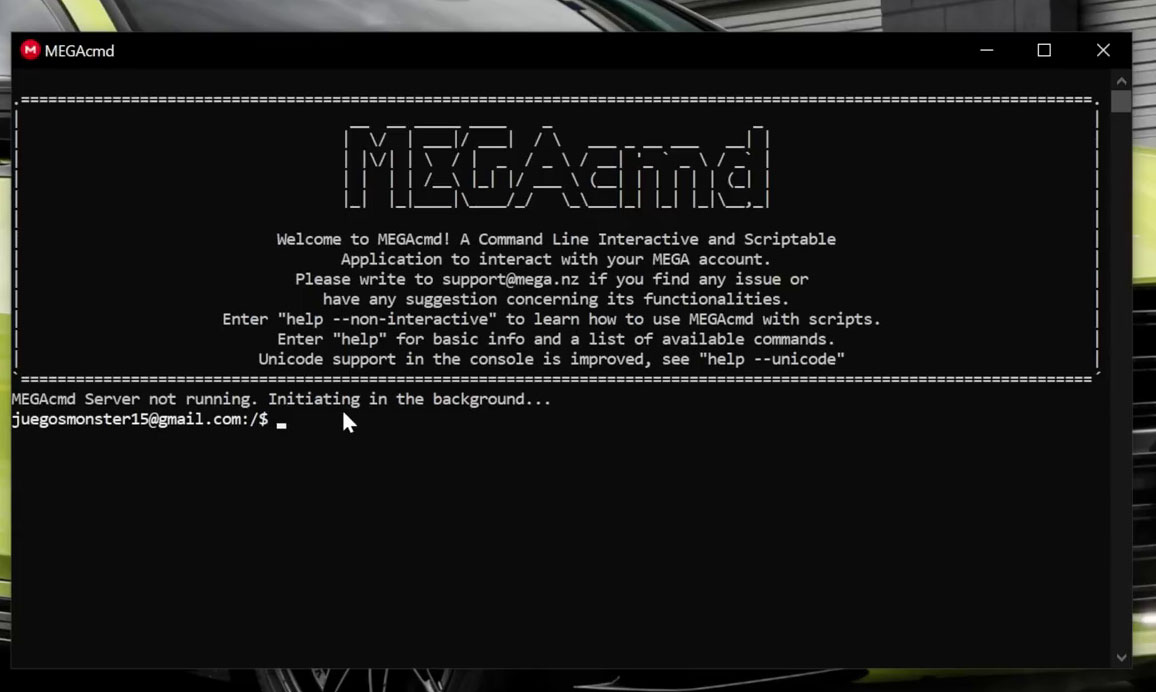 MEGAcmd
MEGAcmd
Welcome to MEGAcmd! A Command Line Interactive and Scriptable
Application to interact with your MEGA account.
Please write to support@mega.nz if you find any issue or
have any suggestion concerning its functionalities.
Enter "help --non-interactive" to learn how to use MEGAcmd with scripts.
Enter "help" for basic info and a list of available commands.
Unicode support in the console is improved, see "help --unicode"
MEGAcmd Server not running. Initiating in the background...
juegosmonster15@gmail.com:/$